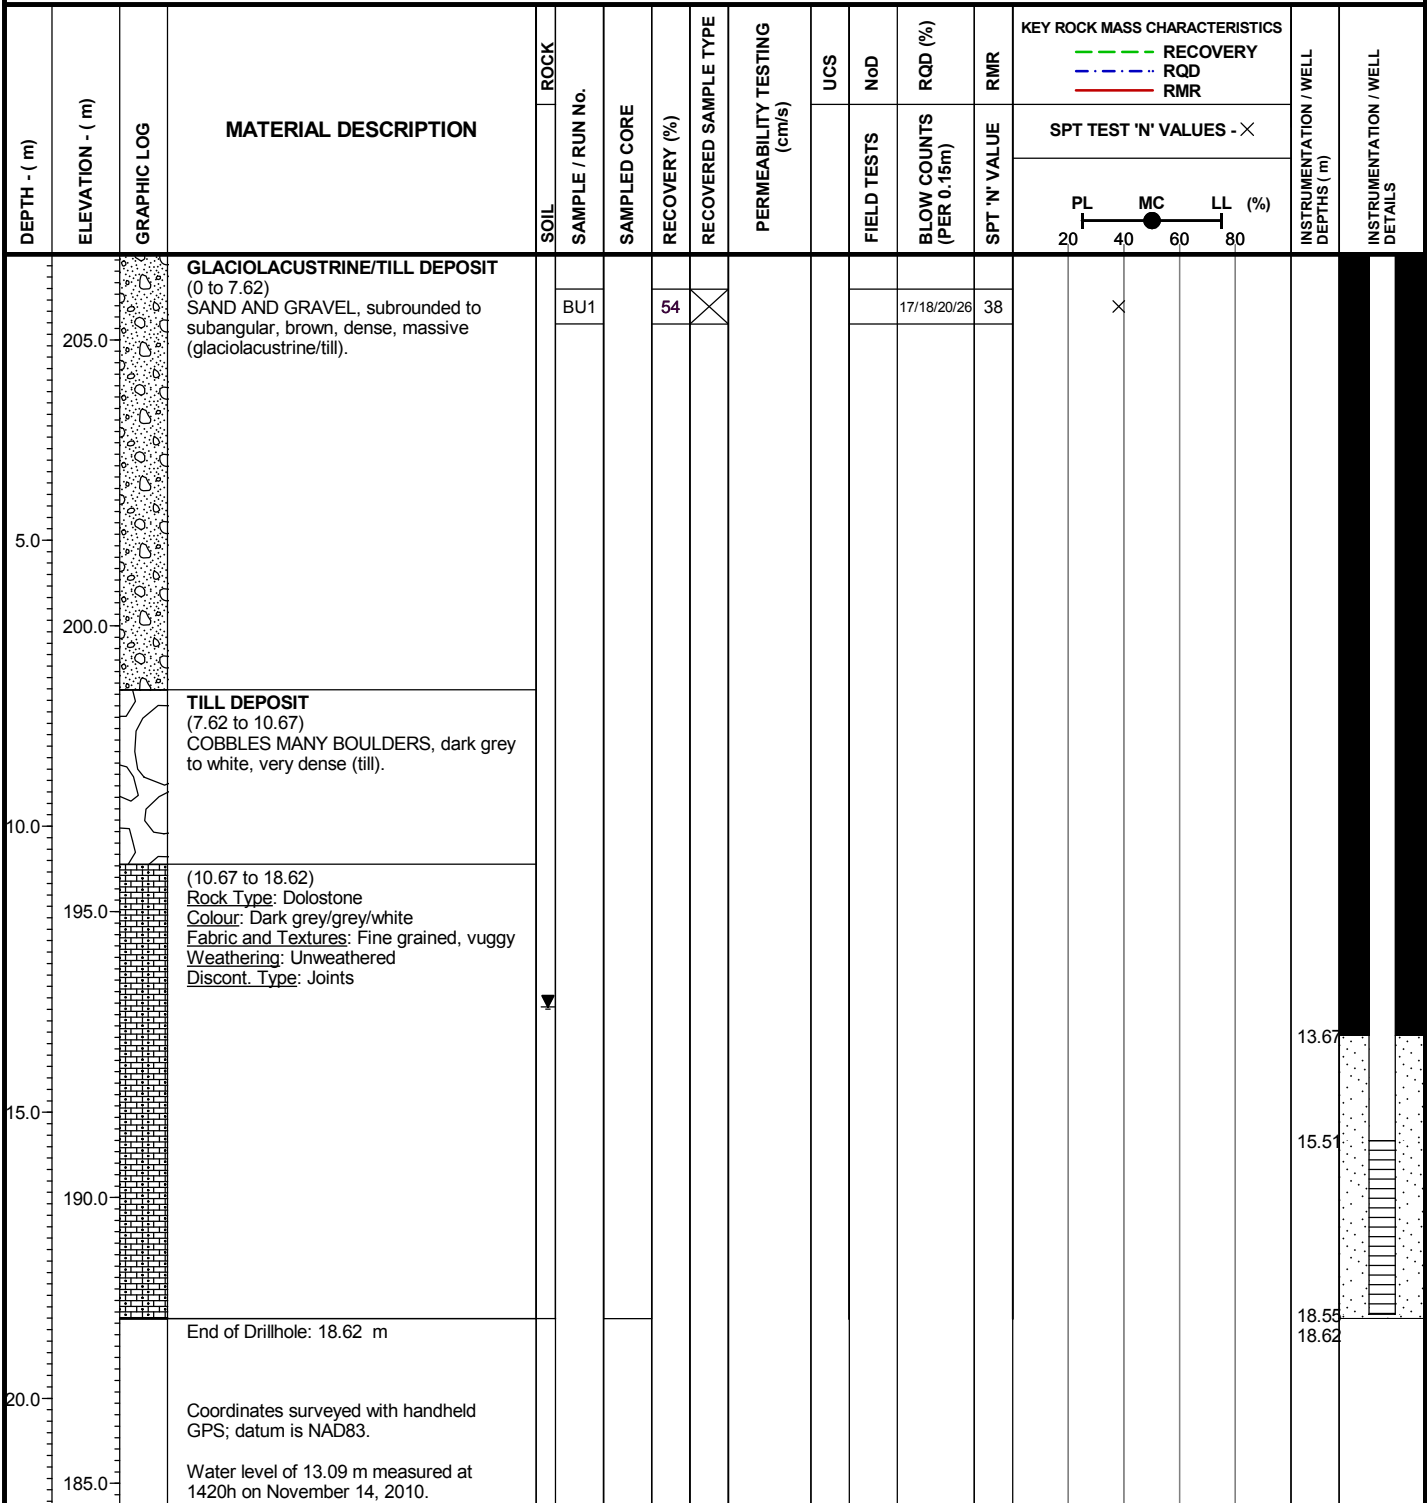 DEPTH - ( m)
ELEVATION - ( m)
GRAPHIC LOG
MATERIAL DESCRIPTION
SOIL
ROCK
SAMPLE / RUN No.
SAMPLED CORE
RECOVERY (%)
RECOVERED SAMPLE TYPE
PERMEABILITY TESTING
(cm/s)
UCS
NoD
FIELD TESTS
RQD (%)
BLOW COUNTS
(PER 0.15m)
RMR
SPT 'N' VALUE
KEY ROCK MASS CHARACTERISTICS
RECOVERY
RQD
RMR
SPT TEST 'N' VALUES - ×
PL MC LL (%)
20 40 60 80
INSTRUMENTATION / WELL
DEPTHS ( m)
INSTRUMENTATION / WELL
DETAILS
GLACIOLACUSTRINE/TILL DEPOSIT
(0 to 7.62)
SAND AND GRAVEL, subrounded to
subangular, brown, dense, massive
(glaciolacustrine/till).
BU1 54 17/18/20/26 38
205.0
5.0
200.0
TILL DEPOSIT
(7.62 to 10.67)
COBBLES MANY BOULDERS, dark grey
to white, very dense (till).
10.0
(10.67 to 18.62)
Rock Type: Dolostone
Colour: Dark grey/grey/white
Fabric and Textures: Fine grained, vuggy
Weathering: Unweathered
Discont. Type: Joints
195.0
13.67
15.0
15.51
190.0
18.55
18.62
End of Drillhole: 18.62 m
20.0
Coordinates surveyed with handheld
GPS; datum is NAD83.
Water level of 13.09 m measured at
1420h on November 14, 2010.
185.0